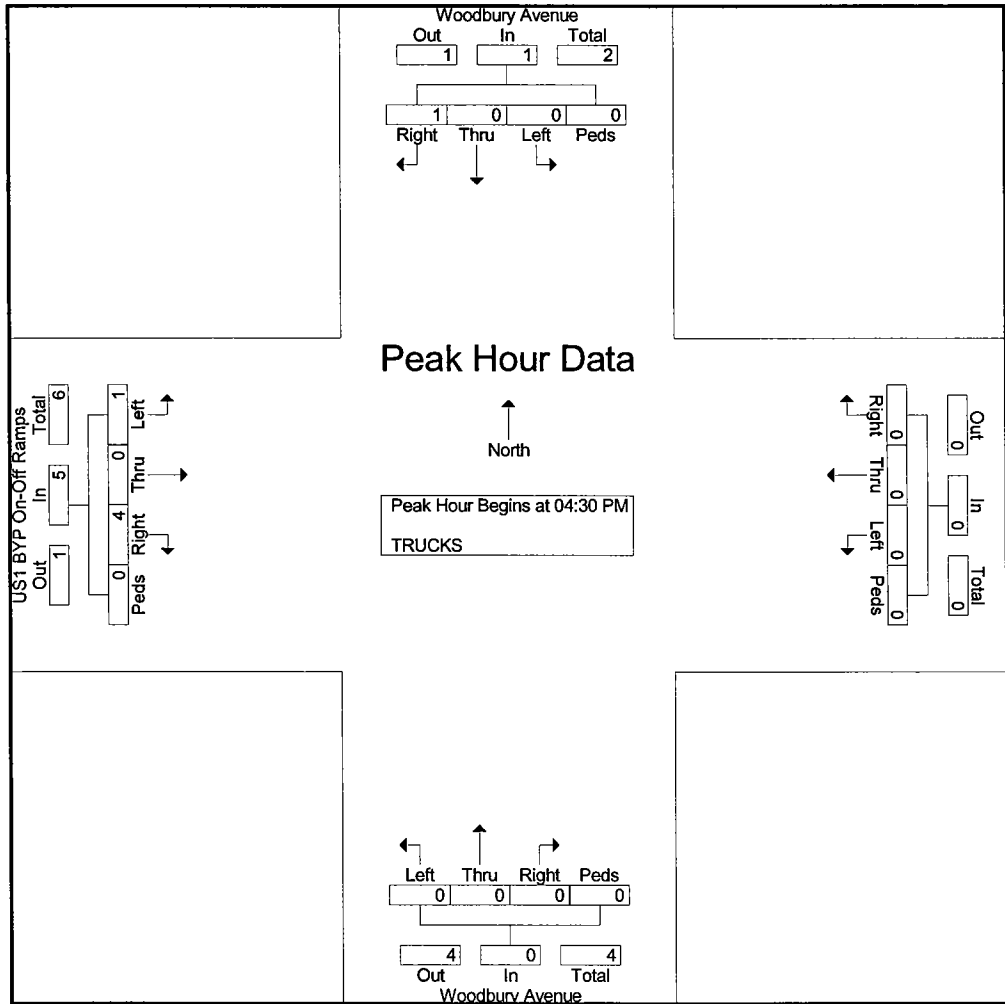 Woodbury Avenue
Out In Total
1 1 2
1 0 0 0
Right Thru Left Peds
Peak Hour Data
North
Peak Hour Begins at 04:30 PM
TRUCKS
US1 BYP On-Off Ramps
Out In Total
1 5 6
0 4 0 1
Peds Right Thru Left
Out In Total
0 0 0
0 0 0 0
Right Thru Left Peds
Left Thru Right Peds
0 0 0 0
4 0 4
Out In Total
Woodbury Avenue